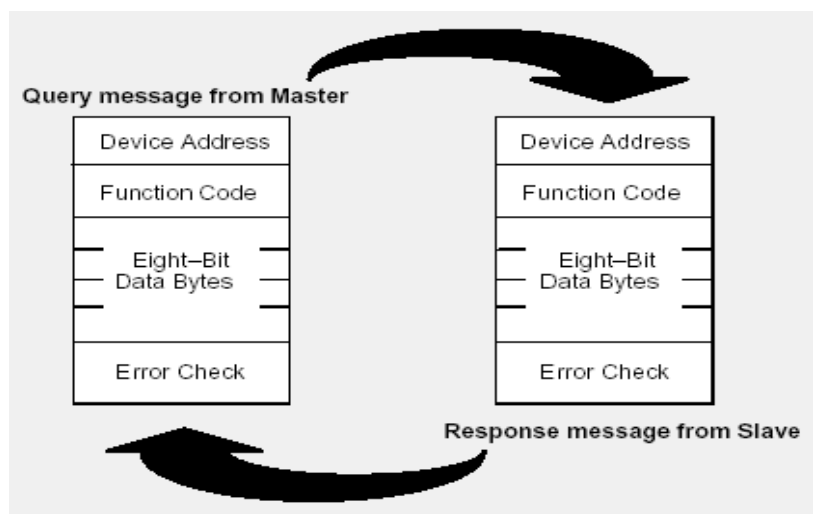 Query message from Master
Device Address
Function Code
Eight–Bit
Data Bytes
Error Check
Device Address
Function Code
Eight–Bit
Data Bytes
Error Check
Response message from Slave